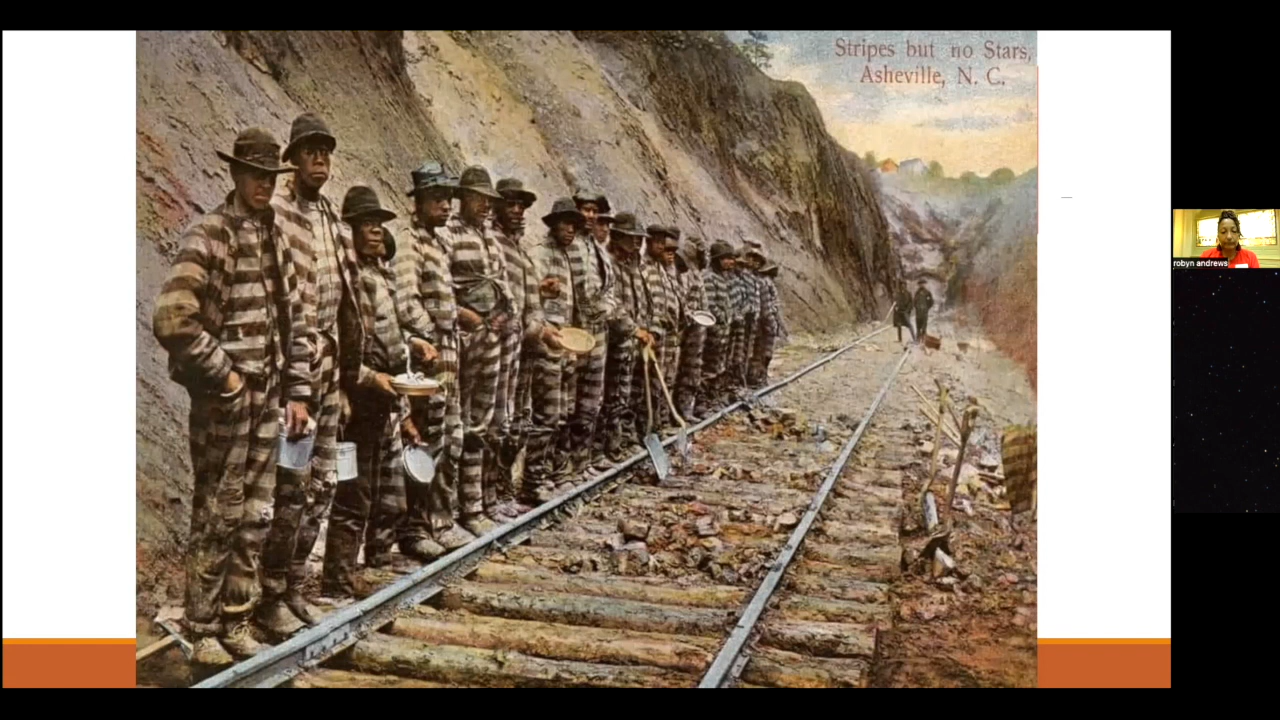 Stripes but no Stars,
Asheville, N. C.
robyn andrews